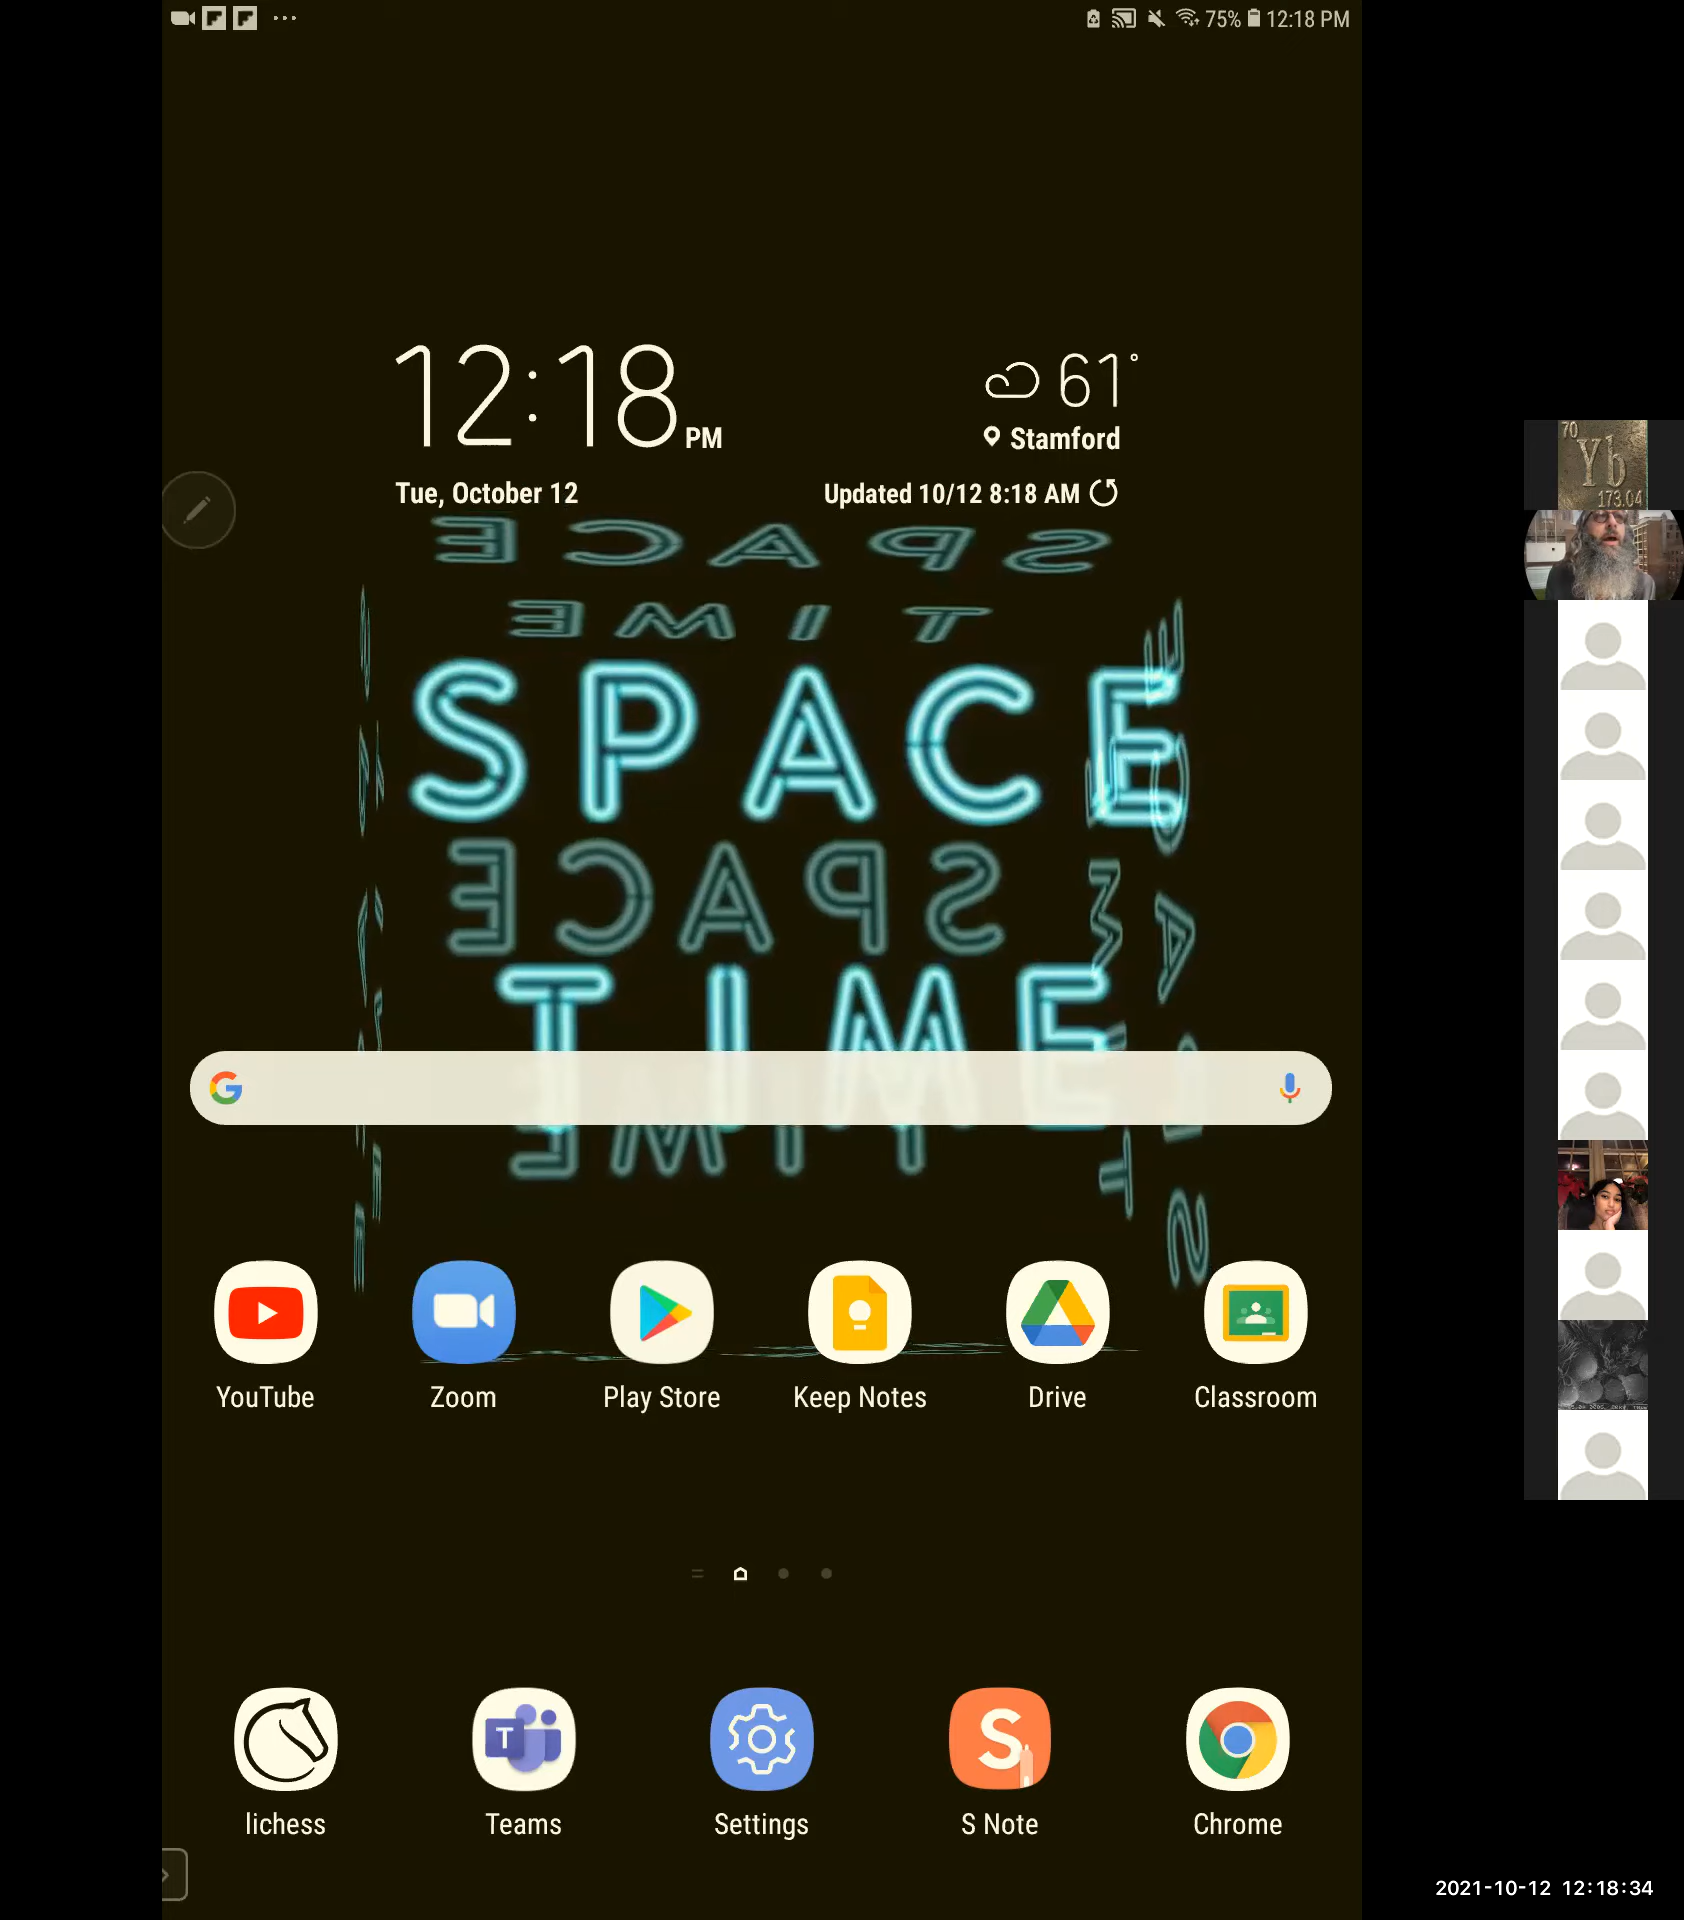 75% 12:18 PM
12:18 PM
61°
Stamford
Tue, October 12
Updated 10/12 8:18 AM
SPACE
TIME
SPACE
SPACE
TIME
TIME
YouTube
Zoom
Play Store
Keep Notes
Drive
Classroom
lichess
Teams
Settings
S Note
Chrome
70
Yb
173.04
2021-10-12 12:18:34